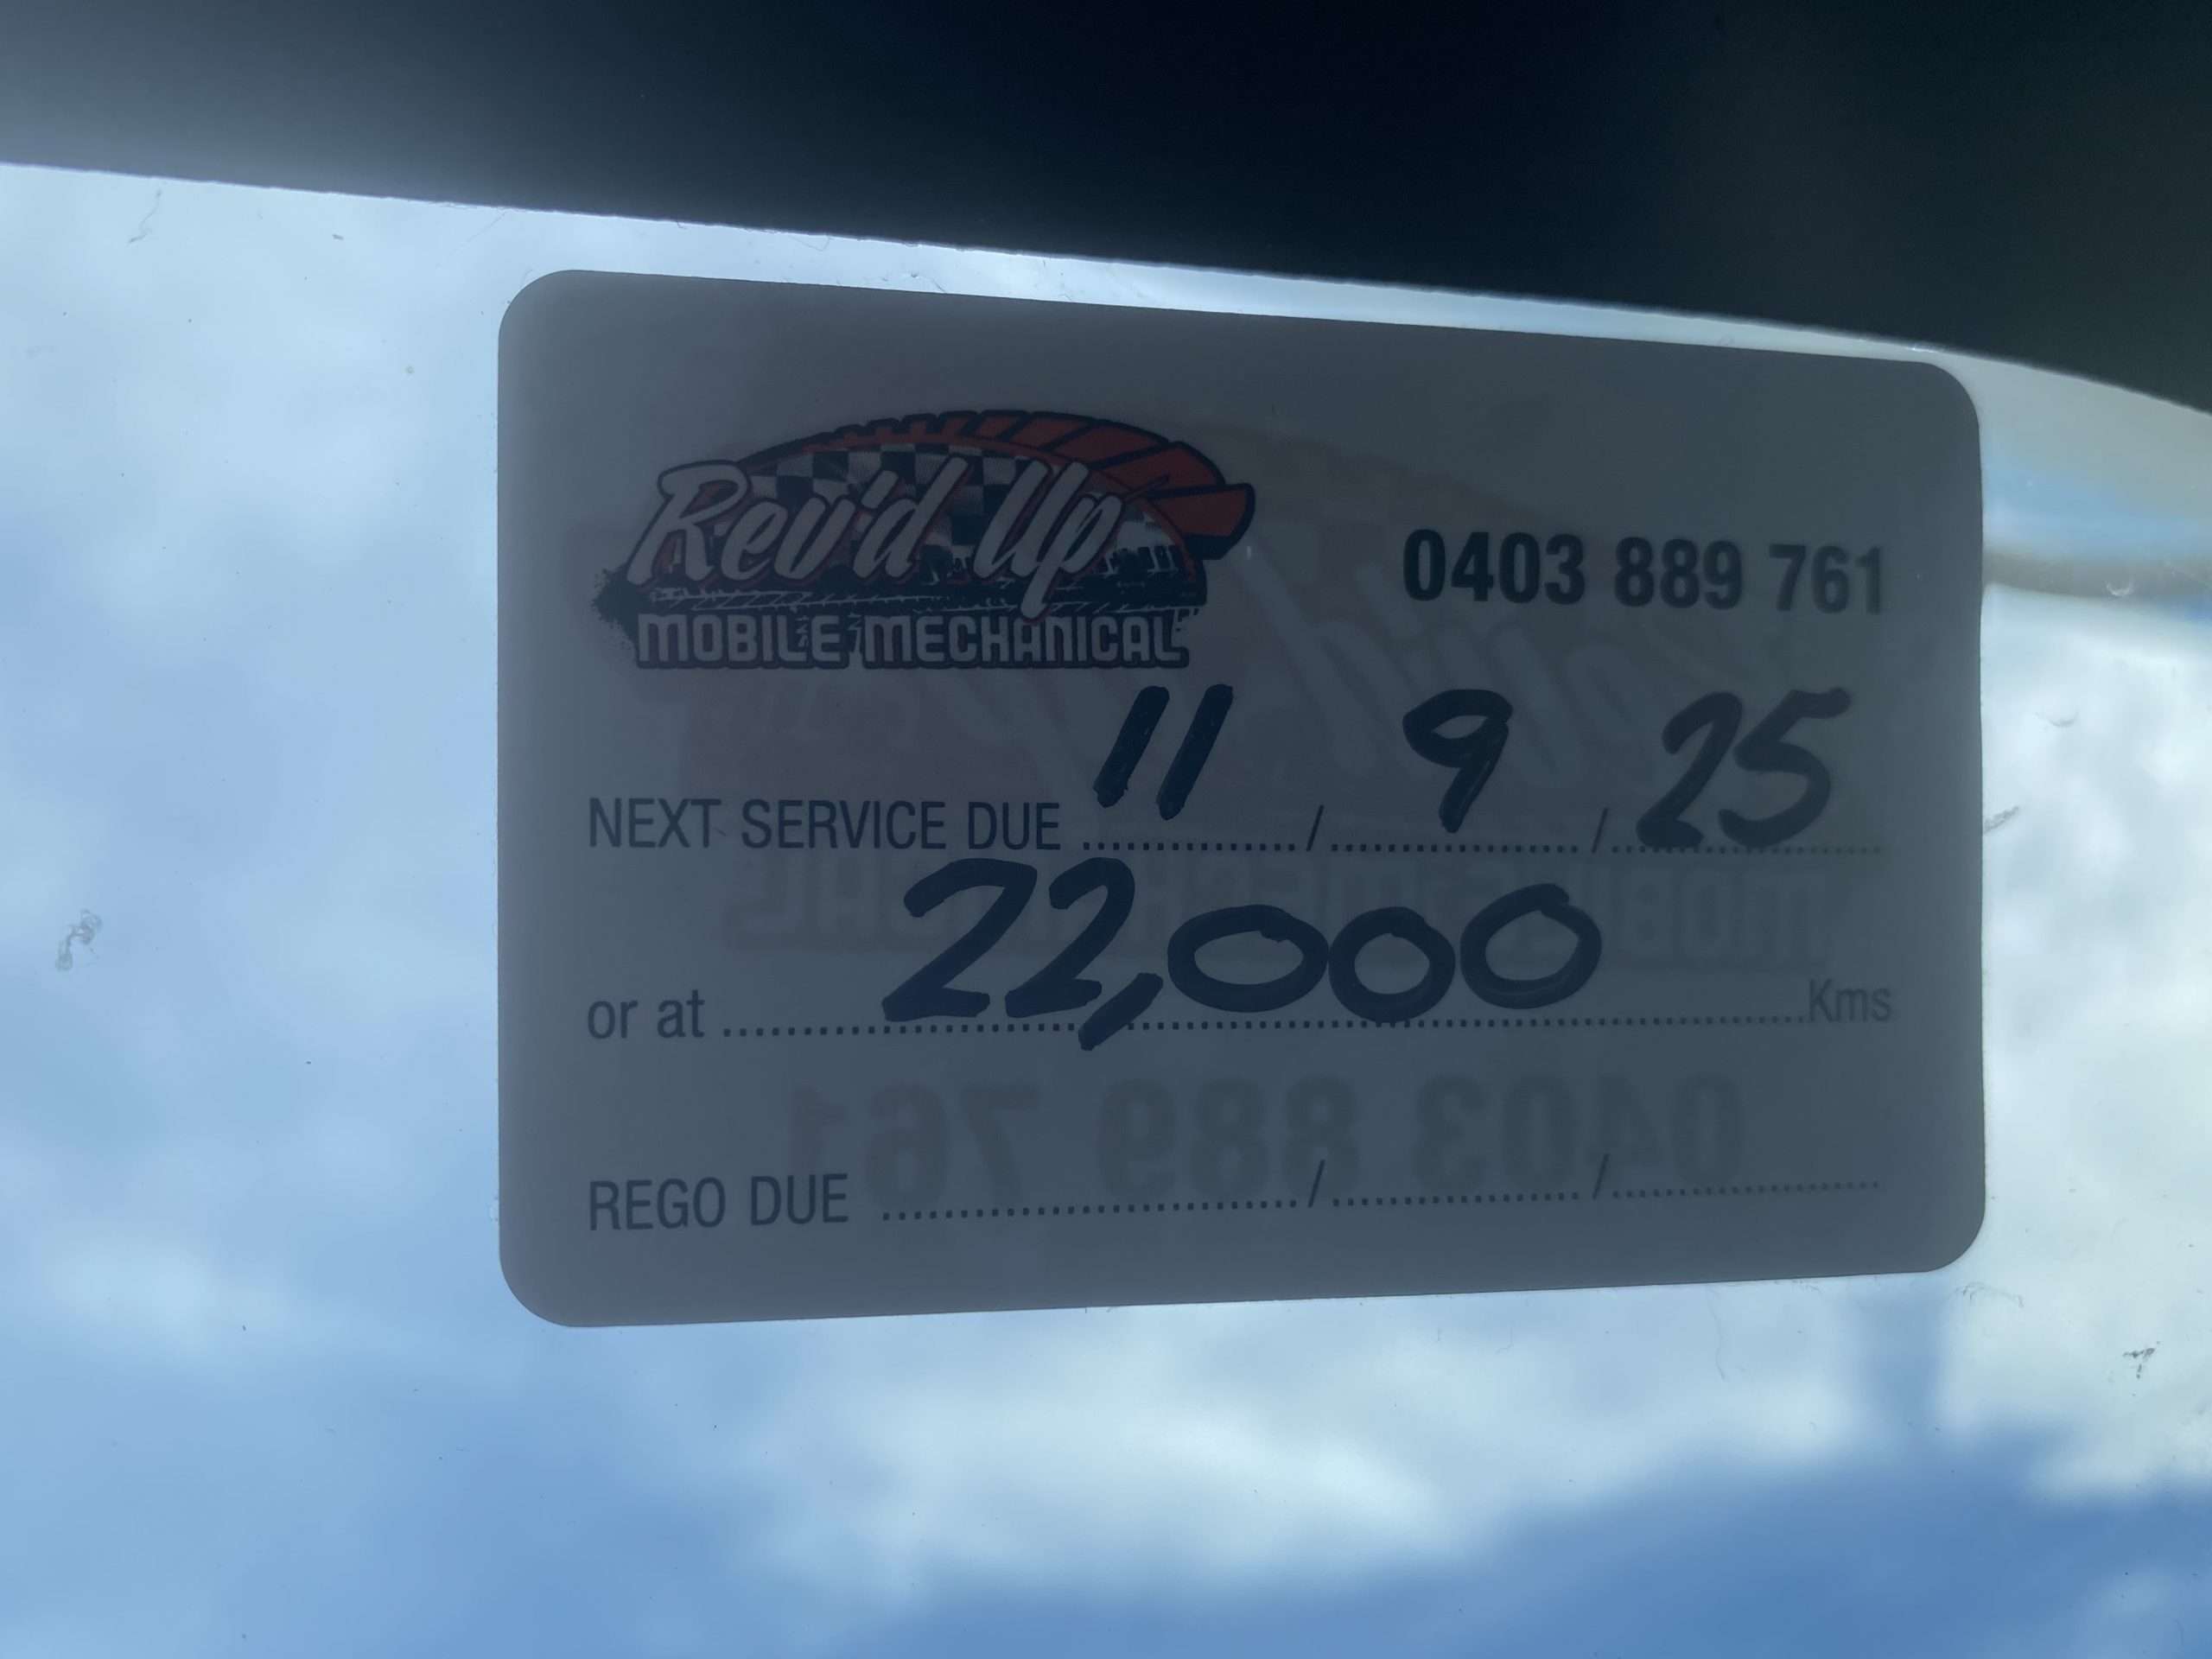 Rev'd Up
MOBILE MECHANICAL
0403 889 761
NEXT SERVICE DUE 11 / 9 / 25
or at 22,000 Kms
REGO DUE ............/............/............